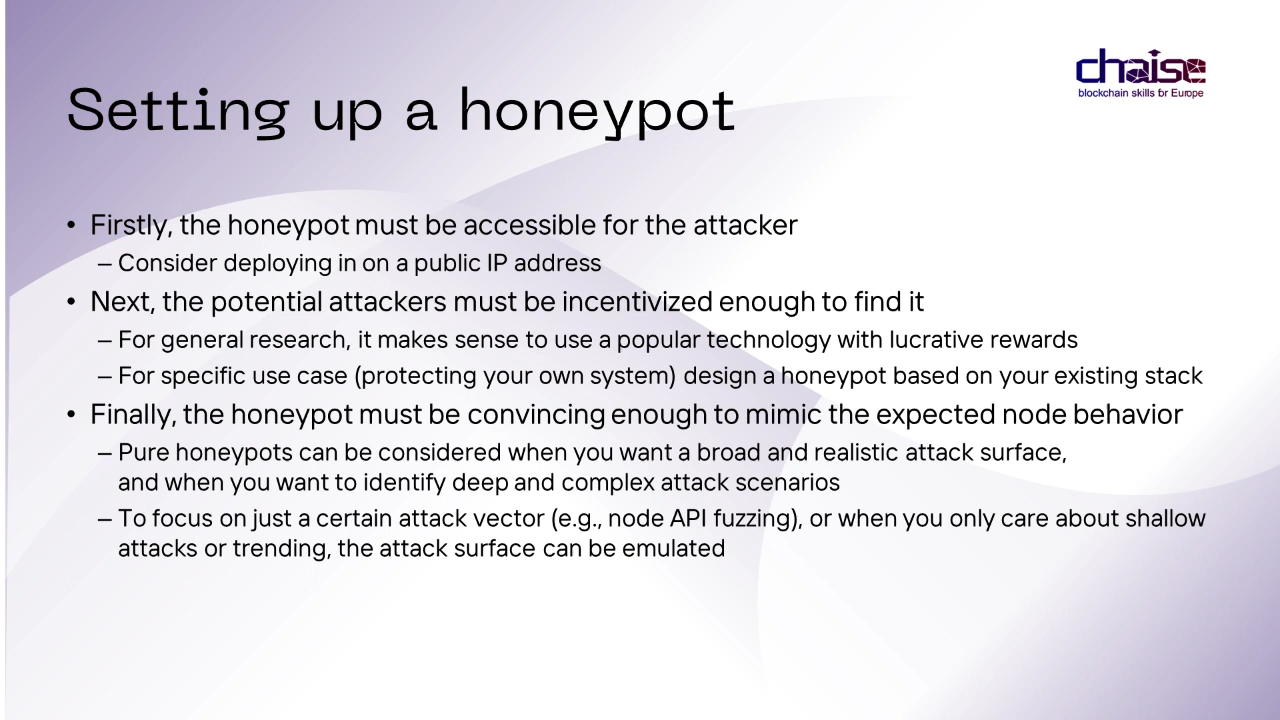 chaise
blockchain skills for Europe
Setting up a honeypot
• Firstly, the honeypot must be accessible for the attacker
– Consider deploying in on a public IP address
• Next, the potential attackers must be incentivized enough to find it
– For general research, it makes sense to use a popular technology with lucrative rewards
– For specific use case (protecting your own system) design a honeypot based on your existing stack
• Finally, the honeypot must be convincing enough to mimic the expected node behavior
– Pure honeypots can be considered when you want a broad and realistic attack surface,
and when you want to identify deep and complex attack scenarios
– To focus on just a certain attack vector (e.g., node API fuzzing), or when you only care about shallow
attacks or trending, the attack surface can be emulated